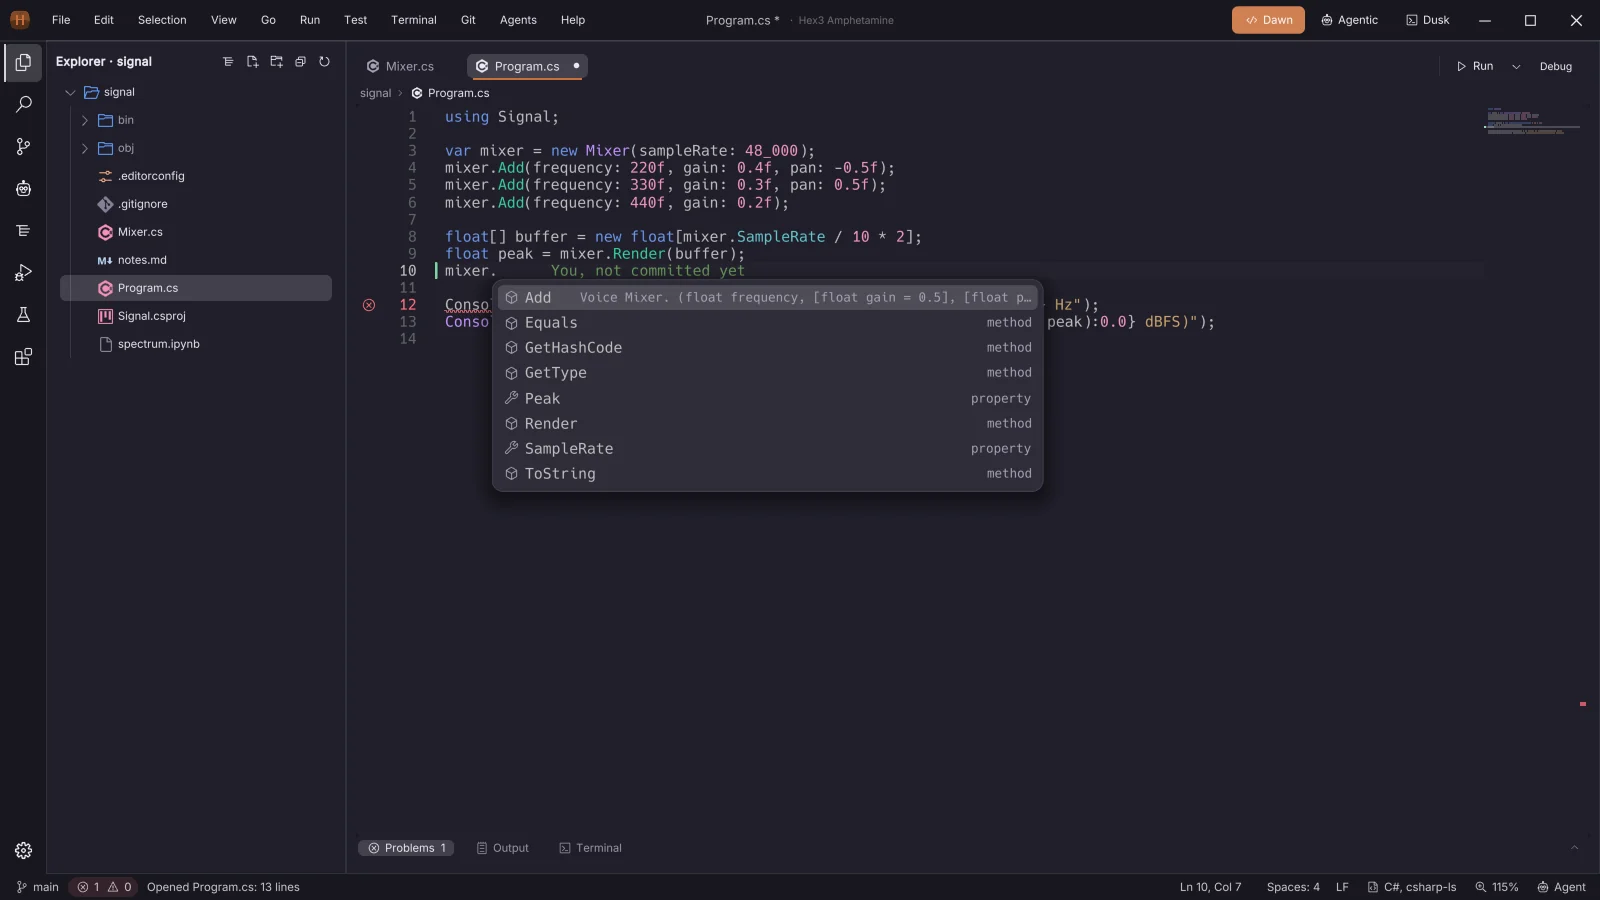 H File Edit Selection View Go Run Test Terminal Git Agents Help Program.cs * · Hex3 Amphetamine Dawn Agentic Dusk
Explorer · signal
signal
bin
obj
.editorconfig
.gitignore
Mixer.cs
notes.md
Program.cs
Signal.csproj
spectrum.ipynb
Mixer.cs Program.cs Run Debug
signal Program.cs
1 using Signal;
2
3 var mixer = new Mixer(sampleRate: 48_000);
4 mixer.Add(frequency: 220f, gain: 0.4f, pan: -0.5f);
5 mixer.Add(frequency: 330f, gain: 0.3f, pan: 0.5f);
6 mixer.Add(frequency: 440f, gain: 0.2f);
7
8 float[] buffer = new float[mixer.SampleRate / 10 * 2];
9 float peak = mixer.Render(buffer);
10 mixer. You, not committed yet
11
12 Conso Hz");
13 Conso peak):0.0} dBFS)");
14
Add Voice Mixer. (float frequency, [float gain = 0.5], [float p…
Equals method
GetHashCode method
GetType method
Peak property
Render method
SampleRate property
ToString method
Problems 1 Output Terminal
main 1 0 Opened Program.cs: 13 lines Ln 10, Col 7 Spaces: 4 LF C#, csharp-ls 115% Agent